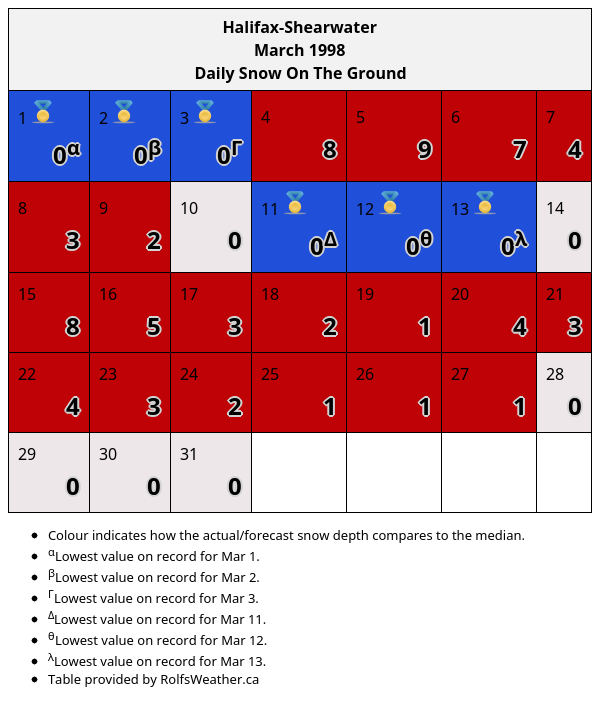 Halifax-Shearwater
March 1998
Daily Snow On The Ground
1 2 3 4 5 6 7
0α 0β 0Γ 8 9 7 4
8 9 10 11 12 13 14
3 2 0 0Δ 0θ 0λ 0
15 16 17 18 19 20 21
8 5 3 2 1 4 3
22 23 24 25 26 27 28
4 3 2 1 1 1 0
29 30 31
0 0 0
• Colour indicates how the actual/forecast snow depth compares to the median.
• αLowest value on record for Mar 1.
• βLowest value on record for Mar 2.
• ΓLowest value on record for Mar 3.
• ΔLowest value on record for Mar 11.
• θLowest value on record for Mar 12.
• λLowest value on record for Mar 13.
• Table provided by RolfsWeather.ca